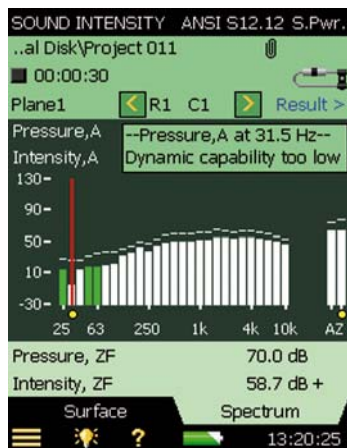 SOUND INTENSITY ANSI S12.12 S.Pwr.
..al Disk\Project 011
00:00:30
Plane1 < R1 C1 > Result >
Pressure,A --Pressure,A at 31.5 Hz--
Intensity,A Dynamic capability too low
130-
90-
50-
10-
-30-
25 63 250 1k 4k 10k AZ
Pressure, ZF 70.0 dB
Intensity, ZF 58.7 dB +
Surface Spectrum
? 13:20:25